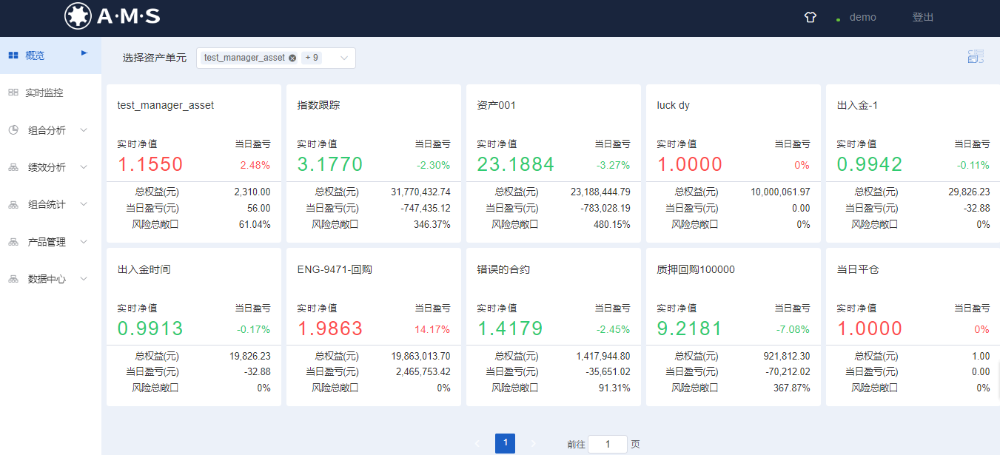 A·M·S
demo 登出
概览
实时监控
组合分析
绩效分析
组合统计
产品管理
数据中心
选择资产单元 test_manager_asset + 9
test_manager_asset
实时净值 当日盈亏
1.1550 2.48%
总权益(元) 2,310.00
当日盈亏(元) 56.00
风险总敞口 61.04%
指数跟踪
实时净值 当日盈亏
3.1770 -2.30%
总权益(元) 31,770,432.74
当日盈亏(元) -747,435.12
风险总敞口 346.37%
资产001
实时净值 当日盈亏
23.1884 -3.27%
总权益(元) 23,188,444.79
当日盈亏(元) -783,028.19
风险总敞口 480.15%
luck dy
实时净值 当日盈亏
1.0000 0%
总权益(元) 10,000,061.97
当日盈亏(元) 0.00
风险总敞口 0%
出入金-1
实时净值 当日盈亏
0.9942 -0.11%
总权益(元) 29,826.23
当日盈亏(元) -32.88
风险总敞口 0%
出入金时间
实时净值 当日盈亏
0.9913 -0.17%
总权益(元) 19,826.23
当日盈亏(元) -32.88
风险总敞口 0%
ENG-9471-回购
实时净值 当日盈亏
1.9863 14.17%
总权益(元) 19,863,013.70
当日盈亏(元) 2,465,753.42
风险总敞口 0%
错误的合约
实时净值 当日盈亏
1.4179 -2.45%
总权益(元) 1,417,944.80
当日盈亏(元) -35,651.02
风险总敞口 91.31%
质押回购100000
实时净值 当日盈亏
9.2181 -7.08%
总权益(元) 921,812.30
当日盈亏(元) -70,212.02
风险总敞口 367.87%
当日平仓
实时净值 当日盈亏
1.0000 0%
总权益(元) 1.00
当日盈亏(元) 0.00
风险总敞口 0%
1 前往 1 页